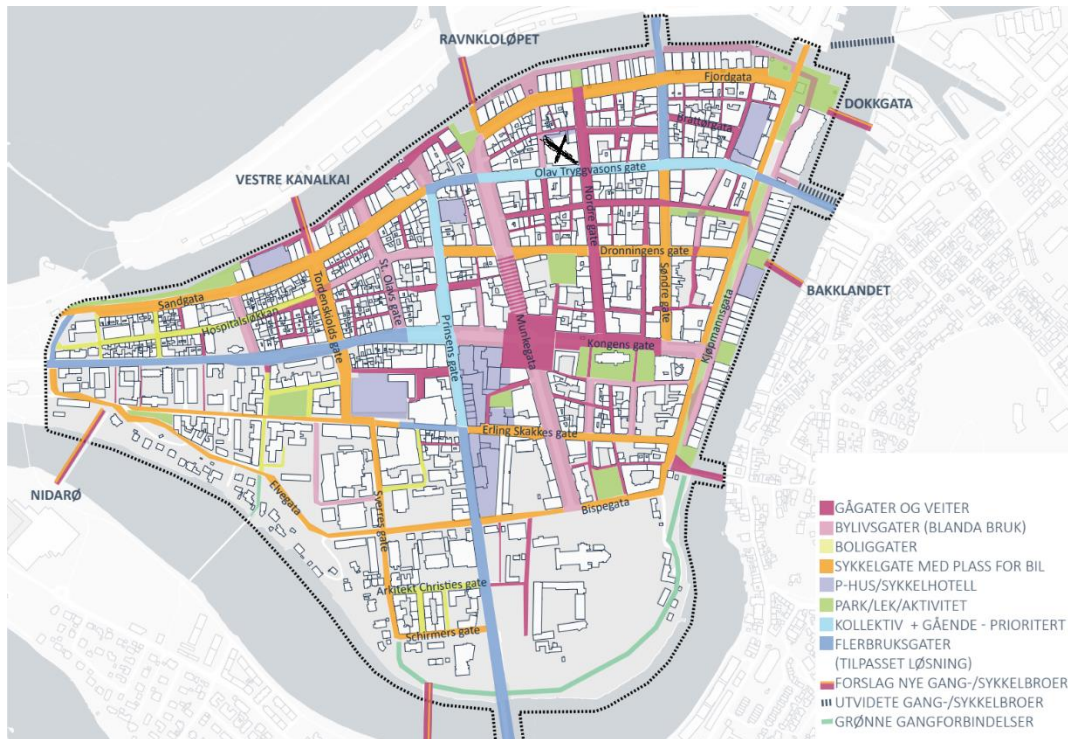 RAVNKLOLØPET
Fjordgata
DOKKGATA
Brattørgata
Olav Tryggvasons gate
VESTRE KANALKAI
Nordre gate
Dronningens gate
St. Olavs gate
Tordenskiolds gate
Søndre gate
BAKKLANDET
Sandgata
Hospitalsløkkan
Prinsens gate
Munkegata
Kongens gate
Kjøpmannsgata
Erling Skakkes gate
NIDARØ
Elvegata
Sverres gate
Bispegata
Arkitekt Christies gate
Schirmers gate
GÅGATER OG VEITER
BYLIVSGATER (BLANDA BRUK)
BOLIGGATER
SYKKELGATE MED PLASS FOR BIL
P-HUS/SYKKELHOTELL
PARK/LEK/AKTIVITET
KOLLEKTIV + GÅENDE - PRIORITERT
FLERBRUKSGATER
(TILPASSET LØSNING)
FORSLAG NYE GANG-/SYKKELBROER
UTVIDETE GANG-/SYKKELBROER
GRØNNE GANGFORBINDELSER